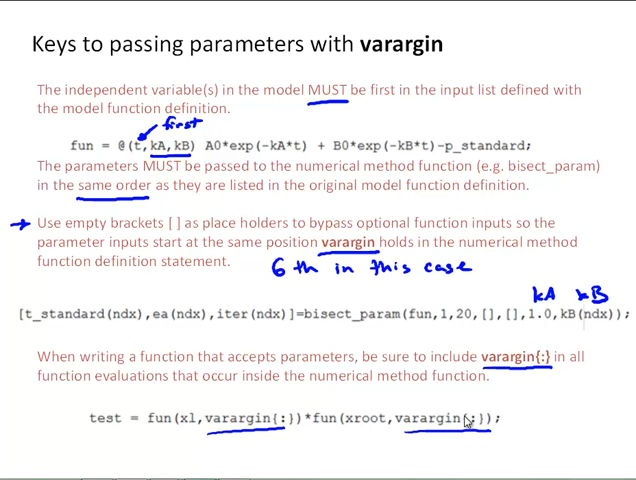 Keys to passing parameters with varargin
The independent variable(s) in the model MUST be first in the input list defined with
the model function definition.
first
fun = @(t,kA,kB) A0*exp(-kA*t) + B0*exp(-kB*t)-p_standard;
The parameters MUST be passed to the numerical method function (e.g. bisect_param)
in the same order as they are listed in the original model function definition.
Use empty brackets [ ] as place holders to bypass optional function inputs so the
parameter inputs start at the same position varargin holds in the numerical method
function definition statement.
6 th in this case
kA kB
[t_standard(ndx),ea(ndx),iter(ndx)]=bisect_param(fun,1,20,[],[],1.0,kB(ndx));
When writing a function that accepts parameters, be sure to include varargin{:} in all
function evaluations that occur inside the numerical method function.
test = fun(xl,varargin{:})*fun(xroot,varargin{:});